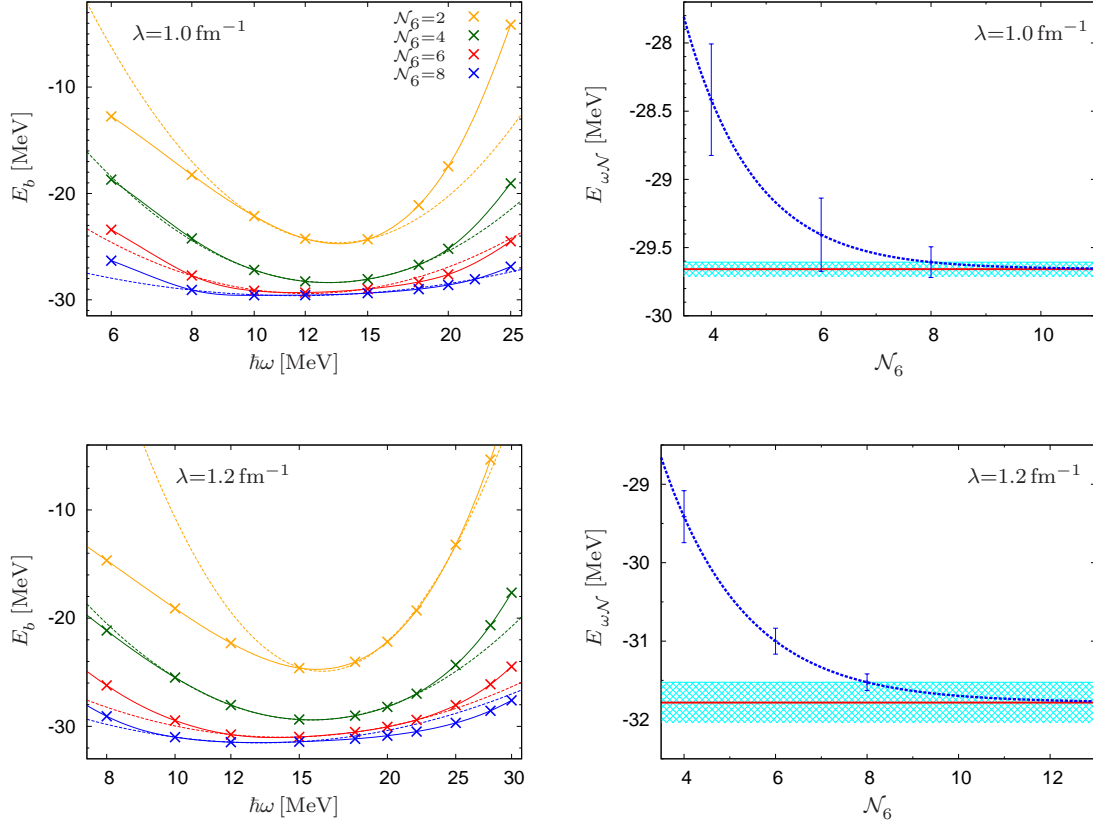 λ=1.0 fm⁻¹
𝒩₆=2
𝒩₆=4
𝒩₆=6
𝒩₆=8
E_b [MeV]
-10
-20
-30
6 8 10 12 15 20 25
ħω [MeV]
λ=1.0 fm⁻¹
E_ω𝒩 [MeV]
-28
-28.5
-29
-29.5
-30
4 6 8 10
𝒩₆
λ=1.2 fm⁻¹
E_b [MeV]
-10
-20
-30
8 10 12 15 20 25 30
ħω [MeV]
λ=1.2 fm⁻¹
E_ω𝒩 [MeV]
-29
-30
-31
-32
4 6 8 10 12
𝒩₆